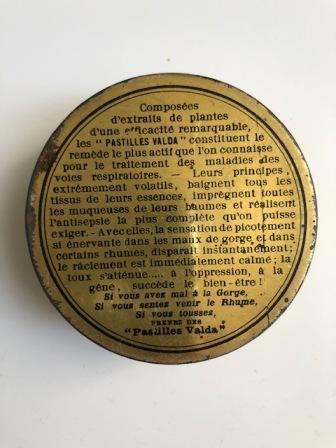 Composées
d'extraits de plantes
d'une efficacité remarquable,
les "PASTILLES VALDA" constituent le
remède le plus actif que l'on connaisse
pour le traitement des maladies des
voies respiratoires. — Leurs principes,
extrêmement volatils, baignent tous les
tissus de leurs essences, imprègnent toutes
les muqueuses de leurs baumes et réalisent
l'antisepsie la plus complète qu'on puisse
exiger. - Avec elles, la sensation de picotement
si énervante dans les maux de gorge et dans
certains rhumes, disparaît instantanément;
le râclement est immédiatement calmé; la
toux s'atténue..... à l'oppression, à la
gêne, succède le bien-être!
Si vous avez mal à la Gorge,
Si vous sentez venir le Rhume,
Si vous toussez,
PRENEZ DES
"Pastilles Valda"